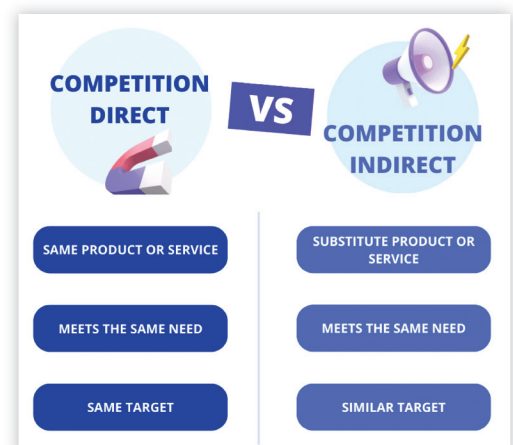 COMPETITION
DIRECT
VS
COMPETITION
INDIRECT
SAME PRODUCT OR SERVICE
SUBSTITUTE PRODUCT OR
SERVICE
MEETS THE SAME NEED
MEETS THE SAME NEED
SAME TARGET
SIMILAR TARGET